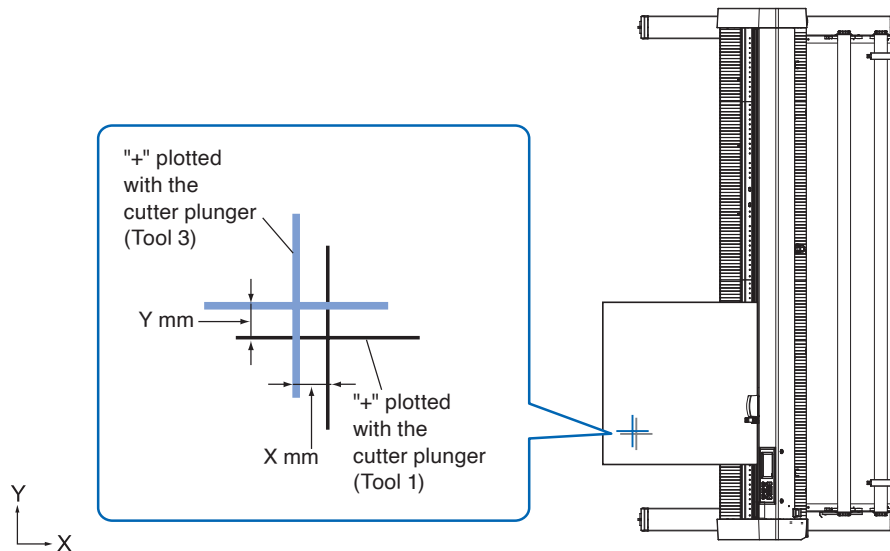 "+" plotted
with the
cutter plunger
(Tool 3)
Y mm
X mm
"+" plotted
with the
cutter plunger
(Tool 1)
Y
X